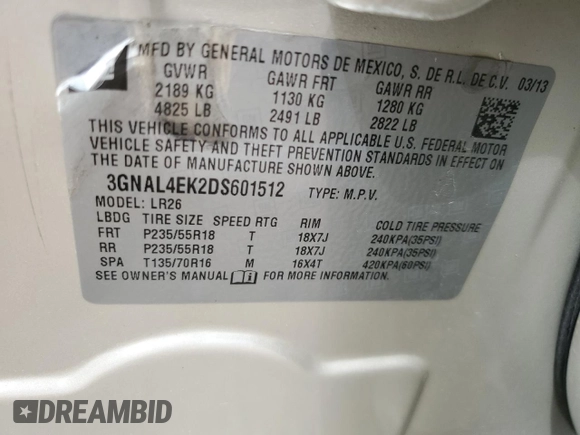 MFD BY GENERAL MOTORS DE MEXICO, S. DE R.L. DE C.V. 03/13
GVWR GAWR FRT GAWR RR
2189 KG 1130 KG 1280 KG
4825 LB 2491 LB 2822 LB
THIS VEHICLE CONFORMS TO ALL APPLICABLE U.S. FEDERAL MOTOR
VEHICLE SAFETY AND THEFT PREVENTION STANDARDS IN EFFECT ON
THE DATE OF MANUFACTURE SHOWN ABOVE.
3GNAL4EK2DS601512 TYPE: M.P.V.
MODEL: LR26
LBDG TIRE SIZE SPEED RTG RIM COLD TIRE PRESSURE
FRT P235/55R18 T 18X7J 240KPA(35PSI)
RR P235/55R18 T 18X7J 240KPA(35PSI)
SPA T135/70R16 M 16X4T 420KPA(60PSI)
SEE OWNER'S MANUAL FOR MORE INFORMATION.
DREAMBID